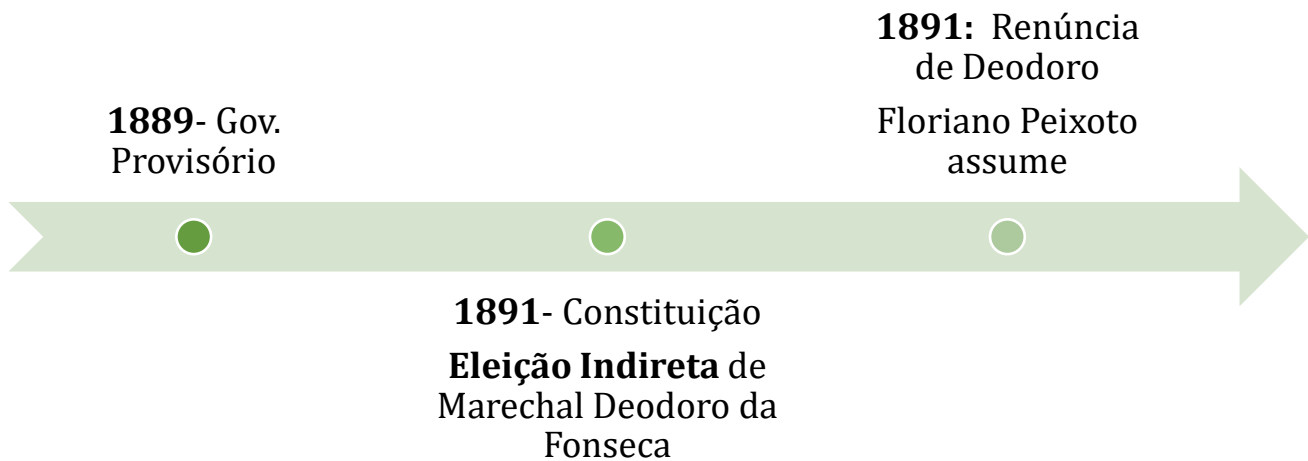 1889- Gov.
Provisório
1891- Constituição
Eleição Indireta de
Marechal Deodoro da
Fonseca
1891:  Renúncia
de Deodoro
Floriano Peixoto
assume